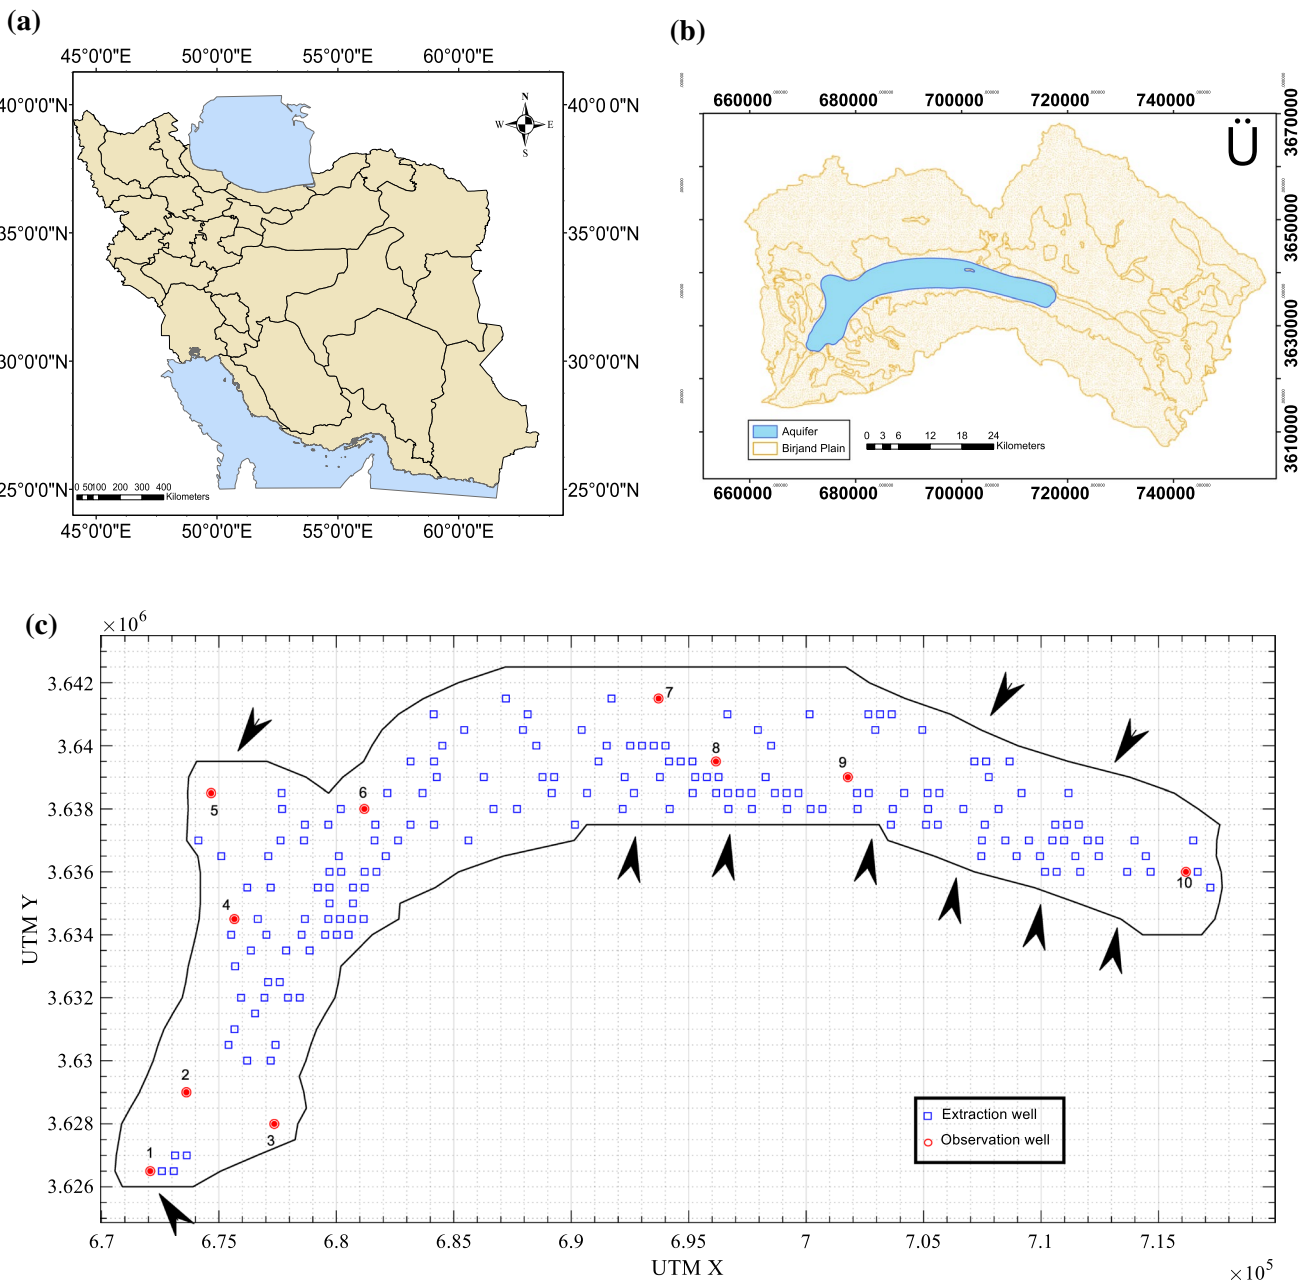 (a)
45°0'0"E 50°0'0"E 55°0'0"E 60°0'0"E
40°0'0"N 40°0 0"N
N
W E
S
35°0'0"N 35°0'0"N
30°0'0"N 30°0'0"N
25°0'0"N 25°0'0"N
0 50100 200 300 400
Kilometers
45°0'0"E 50°0'0"E 55°0'0"E 60°0'0"E
(b)
660000 680000 700000 720000 740000
Ü
3670000
3650000
3630000
3610000
Aquifer
Birjand Plain
0 3 6 12 18 24
Kilometers
660000 680000 700000 720000 740000
(c)
×10⁶
3.642
3.64
3.638
3.636
3.634
3.632
3.63
3.628
3.626
UTM Y
7
8
9
6
5
4
10
2
3
1
Extraction well
Observation well
6.7 6.75 6.8 6.85 6.9 6.95 7 7.05 7.1 7.15
UTM X
×10⁵